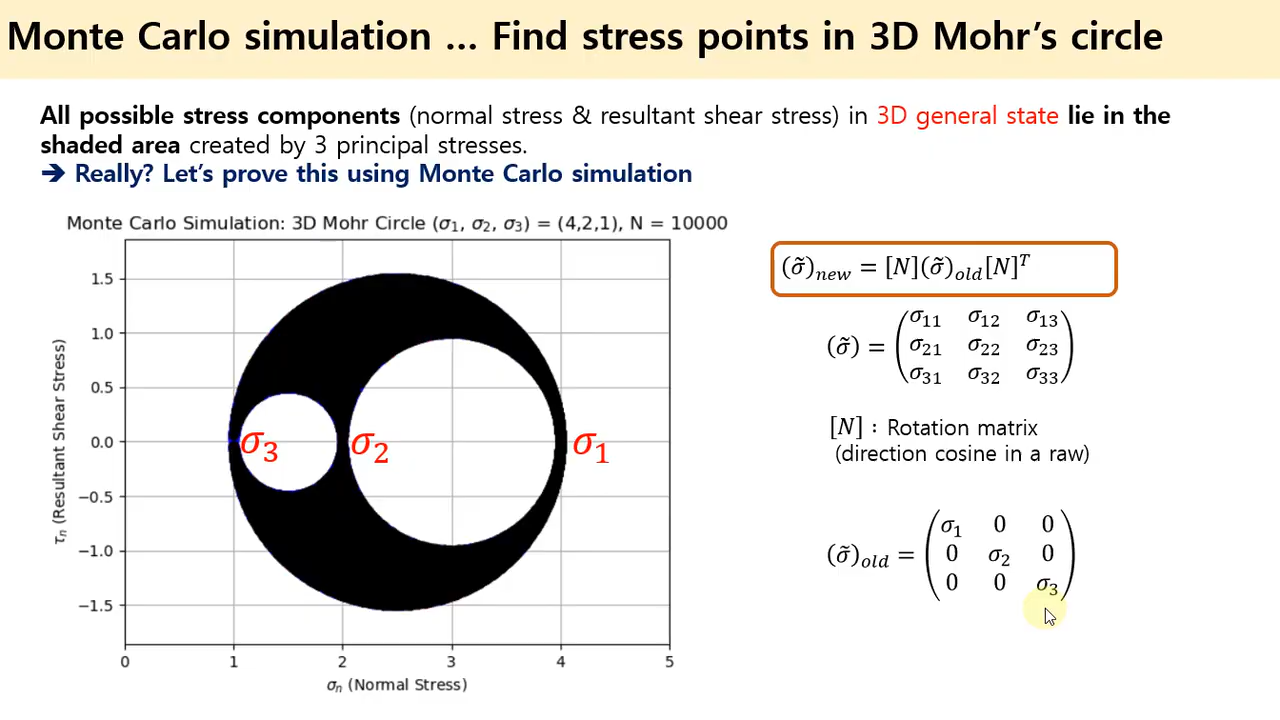 Monte Carlo simulation … Find stress points in 3D Mohr’s circle
All possible stress components (normal stress & resultant shear stress) in 3D general state lie in the
shaded area created by 3 principal stresses.
➔ Really? Let’s prove this using Monte Carlo simulation
Monte Carlo Simulation: 3D Mohr Circle (σ₁, σ₂, σ₃) = (4,2,1), N = 10000
τₙ (Resultant Shear Stress)
1.5
1.0
0.5
0.0
−0.5
−1.0
−1.5
σ₃ σ₂ σ₁
0 1 2 3 4 5
σₙ (Normal Stress)
(σ̃)ₙₑw = [N](σ̃)ₒₗd[N]ᵀ
σ₁₁ σ₁₂ σ₁₃
(σ̃) = (σ₂₁ σ₂₂ σ₂₃)
σ₃₁ σ₃₂ σ₃₃
[N] : Rotation matrix
(direction cosine in a raw)
σ₁ 0 0
(σ̃)ₒₗd = (0 σ₂ 0)
0 0 σ₃